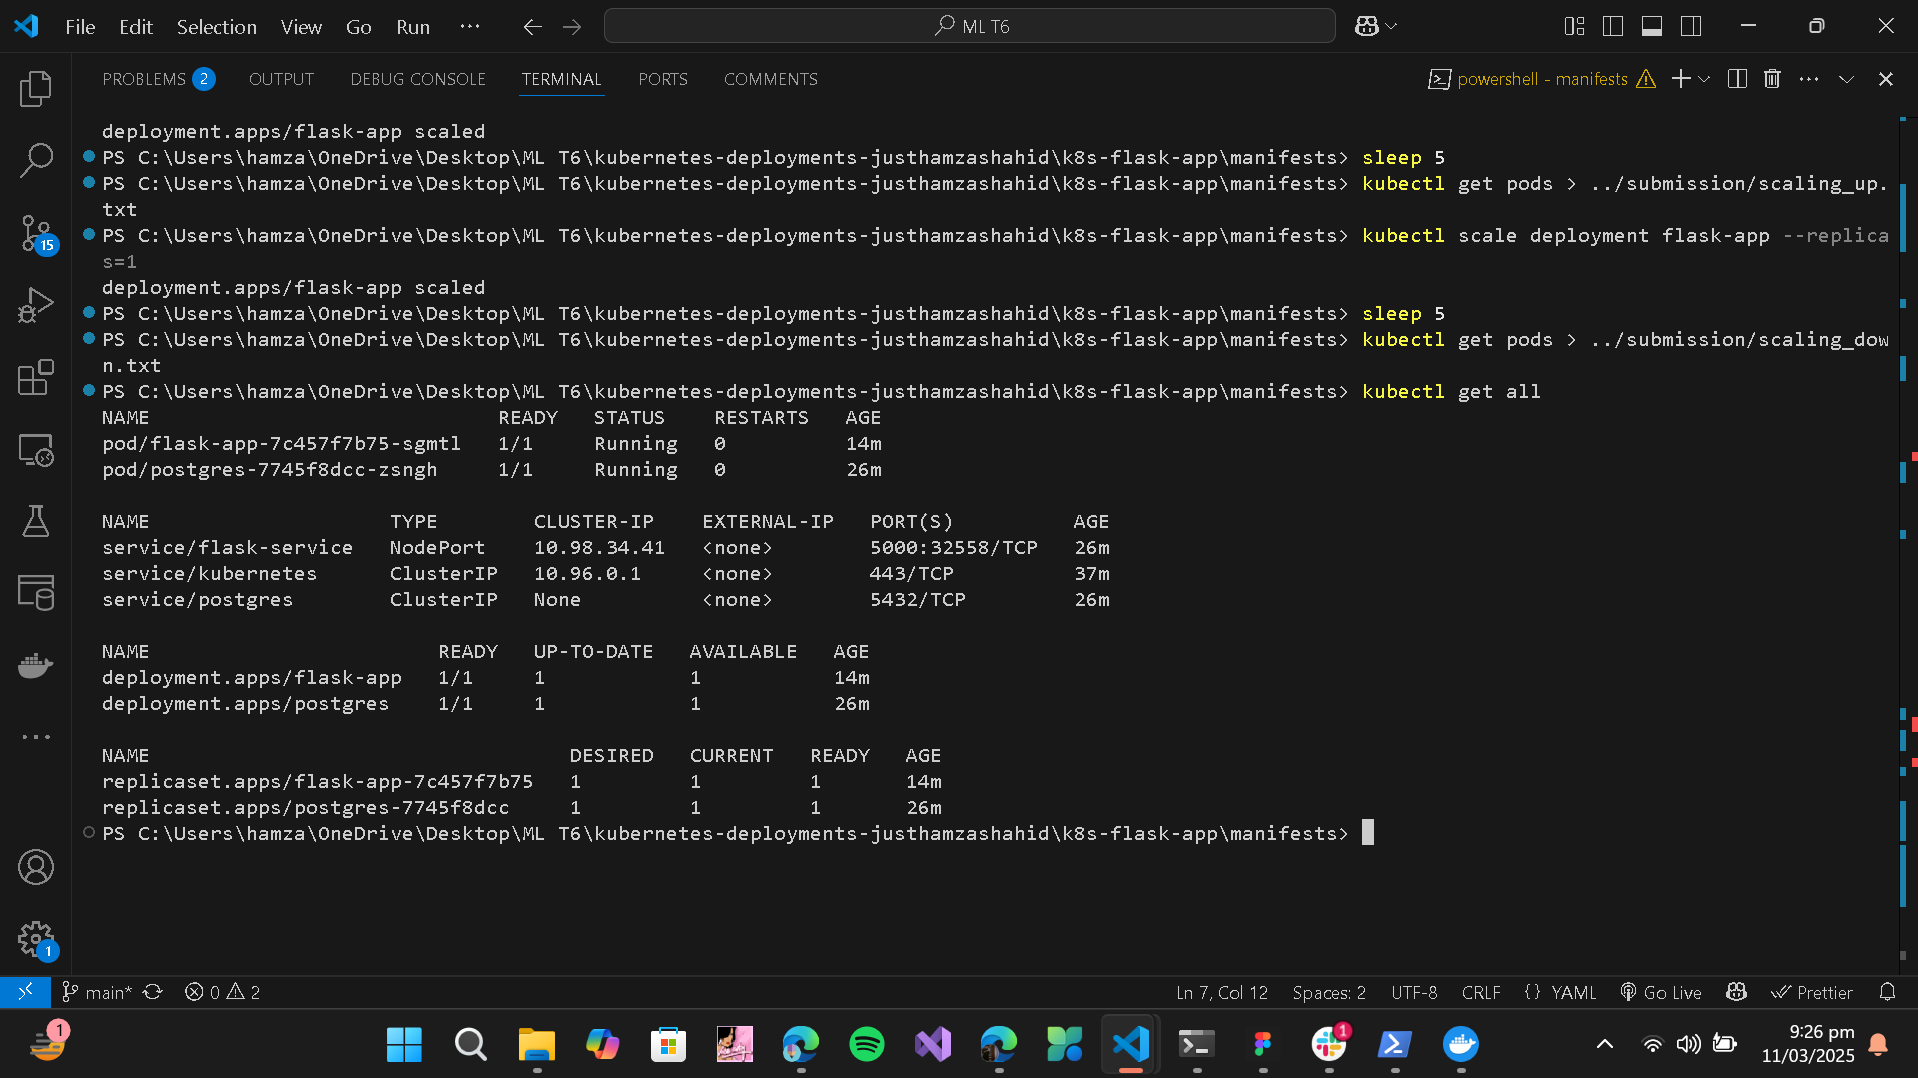 File Edit Selection View Go Run ··· ML T6
PROBLEMS 2 OUTPUT DEBUG CONSOLE TERMINAL PORTS COMMENTS powershell - manifests
deployment.apps/flask-app scaled
PS C:\Users\hamza\OneDrive\Desktop\ML T6\kubernetes-deployments-justhamzashahid\k8s-flask-app\manifests> sleep 5
PS C:\Users\hamza\OneDrive\Desktop\ML T6\kubernetes-deployments-justhamzashahid\k8s-flask-app\manifests> kubectl get pods > ../submission/scaling_up.
txt
PS C:\Users\hamza\OneDrive\Desktop\ML T6\kubernetes-deployments-justhamzashahid\k8s-flask-app\manifests> kubectl scale deployment flask-app --replica
s=1
deployment.apps/flask-app scaled
PS C:\Users\hamza\OneDrive\Desktop\ML T6\kubernetes-deployments-justhamzashahid\k8s-flask-app\manifests> sleep 5
PS C:\Users\hamza\OneDrive\Desktop\ML T6\kubernetes-deployments-justhamzashahid\k8s-flask-app\manifests> kubectl get pods > ../submission/scaling_dow
n.txt
PS C:\Users\hamza\OneDrive\Desktop\ML T6\kubernetes-deployments-justhamzashahid\k8s-flask-app\manifests> kubectl get all
NAME READY STATUS RESTARTS AGE
pod/flask-app-7c457f7b75-sgmtl 1/1 Running 0 14m
pod/postgres-7745f8dcc-zsngh 1/1 Running 0 26m
NAME TYPE CLUSTER-IP EXTERNAL-IP PORT(S) AGE
service/flask-service NodePort 10.98.34.41 <none> 5000:32558/TCP 26m
service/kubernetes ClusterIP 10.96.0.1 <none> 443/TCP 37m
service/postgres ClusterIP None <none> 5432/TCP 26m
NAME READY UP-TO-DATE AVAILABLE AGE
deployment.apps/flask-app 1/1 1 1 14m
deployment.apps/postgres 1/1 1 1 26m
NAME DESIRED CURRENT READY AGE
replicaset.apps/flask-app-7c457f7b75 1 1 1 14m
replicaset.apps/postgres-7745f8dcc 1 1 1 26m
PS C:\Users\hamza\OneDrive\Desktop\ML T6\kubernetes-deployments-justhamzashahid\k8s-flask-app\manifests>
15
1
main* 0 2 Ln 7, Col 12 Spaces: 2 UTF-8 CRLF {} YAML Go Live Prettier
1
1
9:26 pm
11/03/2025